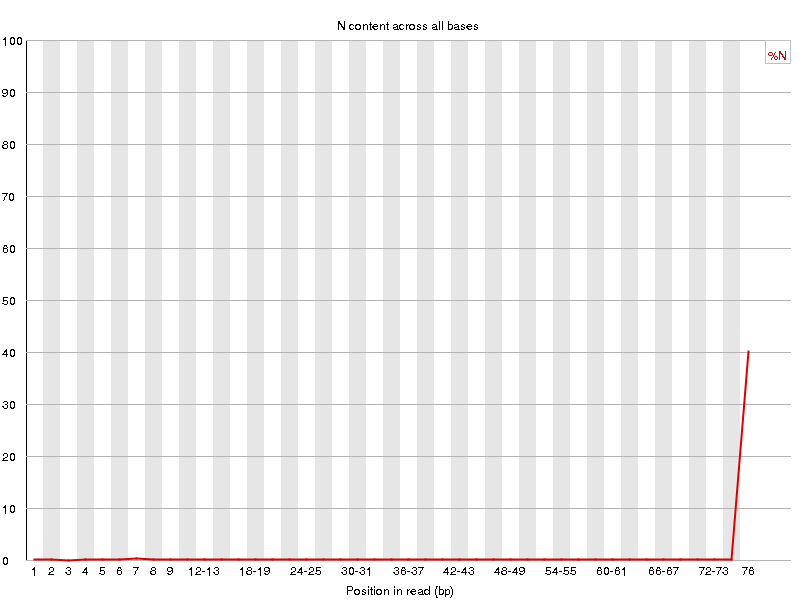 N content across all bases
%N
100
90
80
70
60
50
40
30
20
10
0
1 2 3 4 5 6 7 8 9 12-13 18-19 24-25 30-31 36-37 42-43 48-49 54-55 60-61 66-67 72-73 76
Position in read (bp)